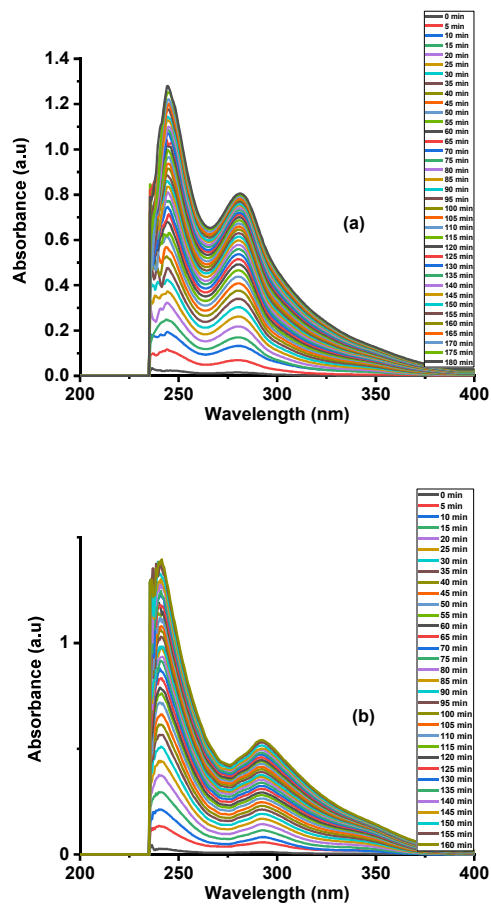 1.4
1.2
1.0
0.8
0.6
0.4
0.2
0.0
Absorbance (a.u)
200
250
300
350
400
Wavelength (nm)
(a)
0 min
5 min
10 min
15 min
20 min
25 min
30 min
35 min
40 min
45 min
50 min
55 min
60 min
65 min
70 min
75 min
80 min
85 min
90 min
95 min
100 min
105 min
110 min
115 min
120 min
125 min
130 min
135 min
140 min
145 min
150 min
155 min
160 min
165 min
170 min
175 min
180 min
1
0
Absorbance (a.u)
200
250
300
350
400
Wavelength (nm)
(b)
0 min
5 min
10 min
15 min
20 min
25 min
30 min
35 min
40 min
45 min
50 min
55 min
60 min
65 min
70 min
75 min
80 min
85 min
90 min
95 min
100 min
105 min
110 min
115 min
120 min
125 min
130 min
135 min
140 min
145 min
150 min
155 min
160 min